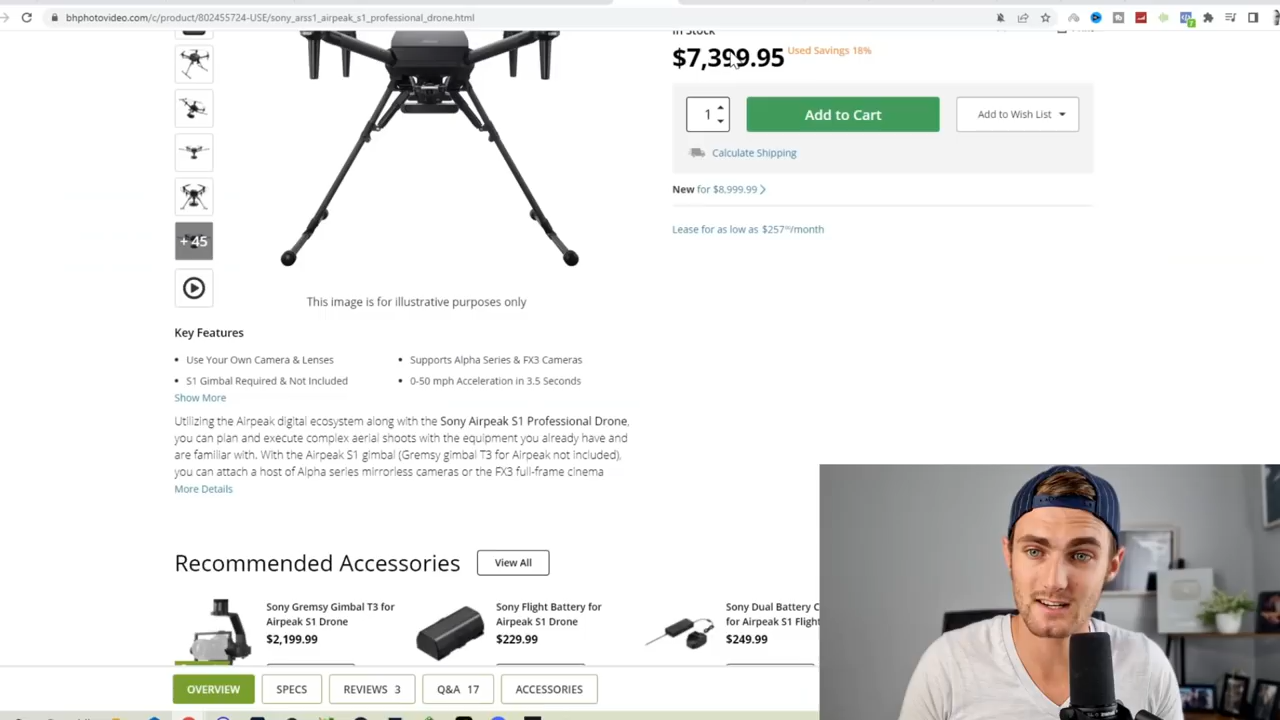 bhphotovideo.com/c/product/802455724-USE/sony_arss1_airpeak_s1_professional_drone.html
In Stock
$7,399.95 Used Savings 18%
1
Add to Cart
Add to Wish List
Calculate Shipping
New for $8,999.99
Lease for as low as $257 /month
+ 45
This image is for illustrative purposes only
Key Features
Use Your Own Camera & Lenses
Supports Alpha Series & FX3 Cameras
S1 Gimbal Required & Not Included
0-50 mph Acceleration in 3.5 Seconds
Show More
Utilizing the Airpeak digital ecosystem along with the Sony Airpeak S1 Professional Drone,
you can plan and execute complex aerial shoots with the equipment you already have and
are familiar with. With the Airpeak S1 gimbal (Gremsy gimbal T3 for Airpeak not included),
you can attach a host of Alpha series mirrorless cameras or the FX3 full-frame cinema
More Details
Recommended Accessories
View All
Sony Gremsy Gimbal T3 for
Airpeak S1 Drone
$2,199.99
Sony Flight Battery for
Airpeak S1 Drone
$229.99
Sony Dual Battery C
for Airpeak S1 Flight
$249.99
OVERVIEW
SPECS
REVIEWS 3
Q&A 17
ACCESSORIES